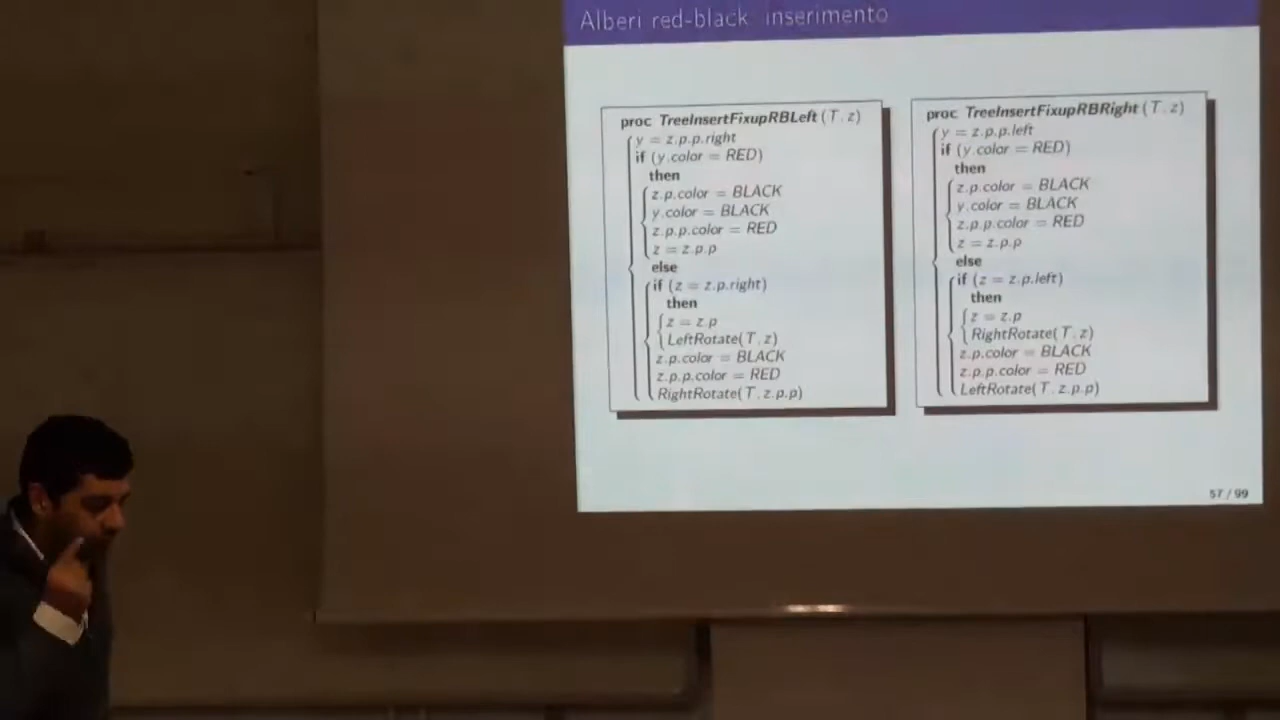 Alberi red-black: inserimento
proc TreeInsertFixupRBLeft (T, z)
y = z.p.p.right
if (y.color = RED)
then
z.p.color = BLACK
y.color = BLACK
z.p.p.color = RED
z = z.p.p
else
if (z = z.p.right)
then
z = z.p
LeftRotate(T, z)
z.p.color = BLACK
z.p.p.color = RED
RightRotate(T, z.p.p)
proc TreeInsertFixupRBRight (T, z)
y = z.p.p.left
if (y.color = RED)
then
z.p.color = BLACK
y.color = BLACK
z.p.p.color = RED
z = z.p.p
else
if (z = z.p.left)
then
z = z.p
RightRotate(T, z)
z.p.color = BLACK
z.p.p.color = RED
LeftRotate(T, z.p.p)
57 / 99